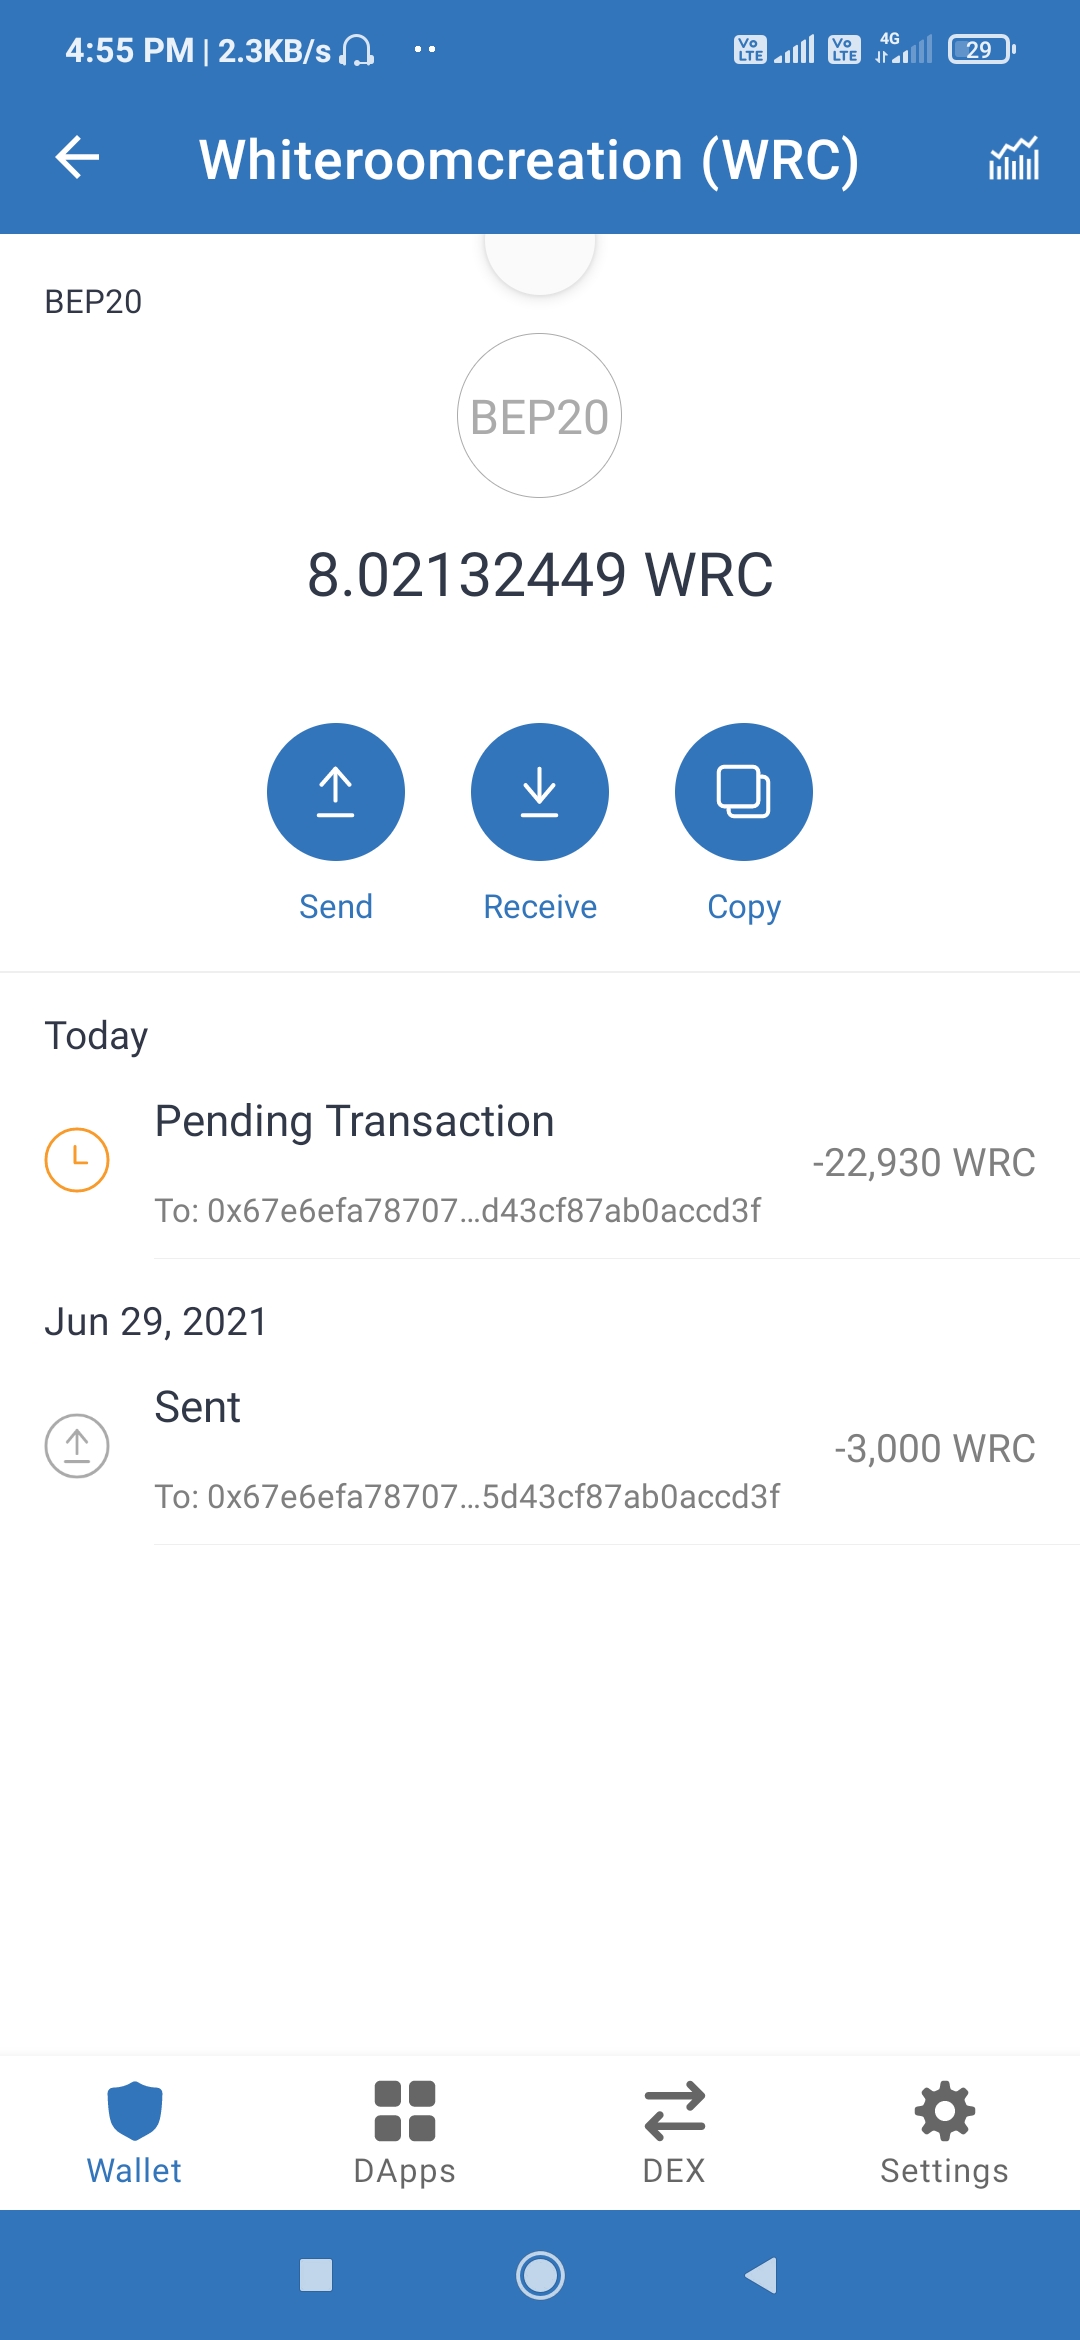 4:55 PM | 2.3KB/s
Vo LTE
Vo LTE
4G
29
Whiteroomcreation (WRC)
BEP20
BEP20
8.02132449 WRC
Send
Receive
Copy
Today
Pending Transaction
-22,930 WRC
To: 0x67e6efa78707...d43cf87ab0accd3f
Jun 29, 2021
Sent
-3,000 WRC
To: 0x67e6efa78707...5d43cf87ab0accd3f
Wallet
DApps
DEX
Settings